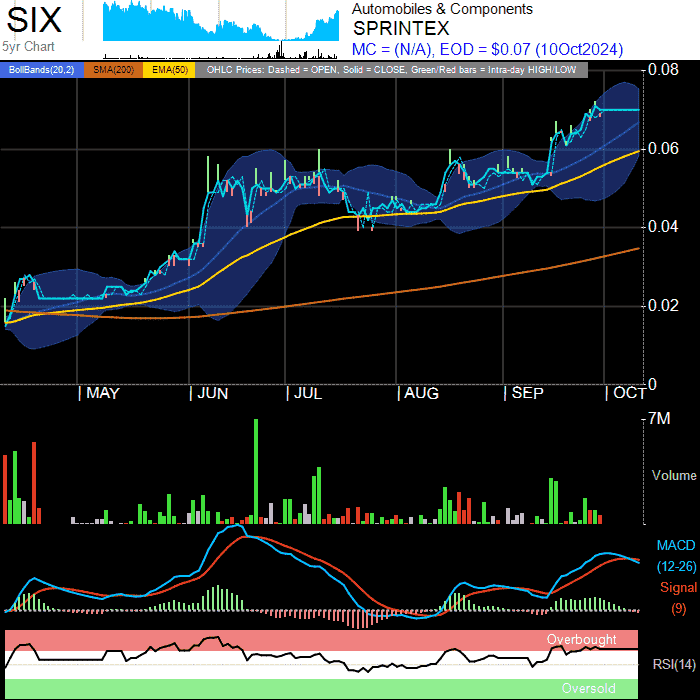 SIX
5yr Chart
Automobiles & Components
SPRINTEX
MC = (N/A), EOD = $0.07 (10Oct2024)
BollBands(20,2) SMA(200) EMA(50) OHLC Prices: Dashed = OPEN, Solid = CLOSE, Green/Red bars = Intra-day HIGH/LOW
0.08
0.06
0.04
0.02
0
| MAY | JUN | JUL | AUG | SEP | OCT
7M
Volume
MACD
(12-26)
Signal
(9)
Overbought
RSI(14)
Oversold